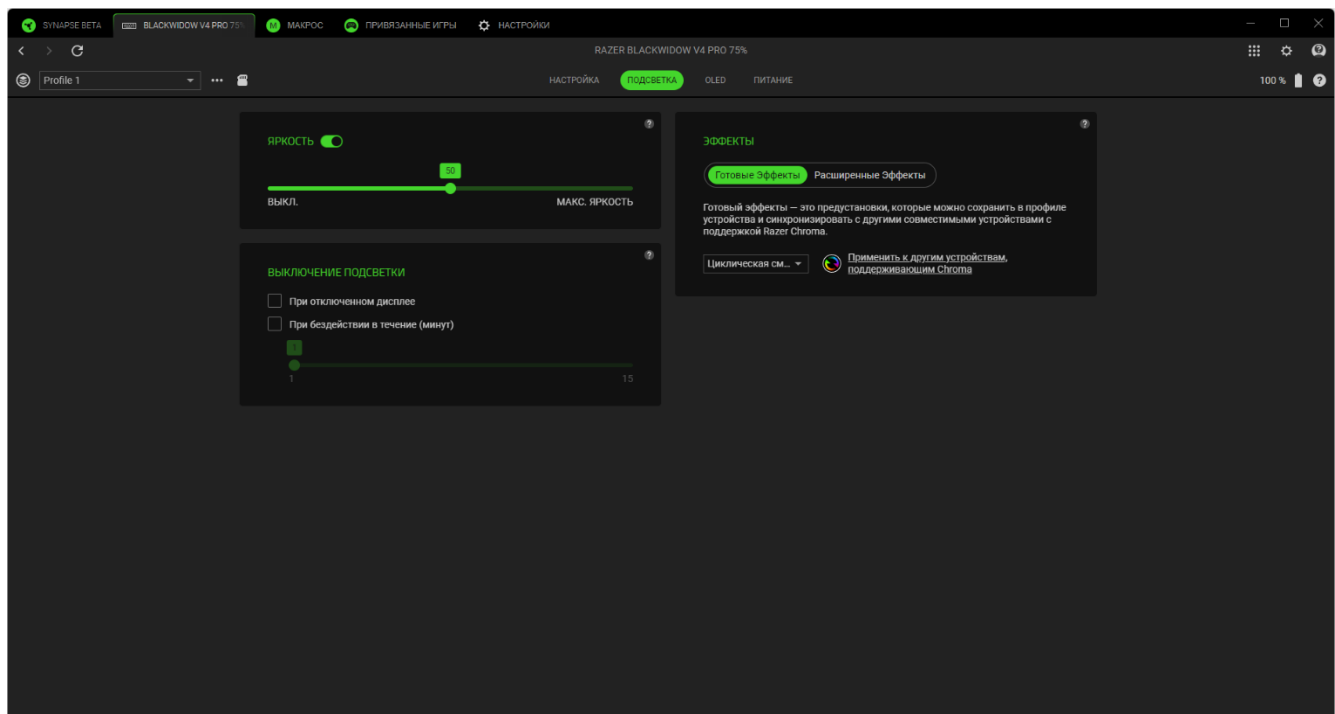 SYNAPSE BETA
BLACKWIDOW V4 PRO 75%
МАКРОС
ПРИВЯЗАННЫЕ ИГРЫ
НАСТРОЙКИ
RAZER BLACKWIDOW V4 PRO 75%
Profile 1
НАСТРОЙКА
ПОДСВЕТКА
OLED
ПИТАНИЕ
100 %
ЯРКОСТЬ
50
ВЫКЛ.
МАКС. ЯРКОСТЬ
ВЫКЛЮЧЕНИЕ ПОДСВЕТКИ
При отключенном дисплее
При бездействии в течение (минут)
1
1
15
ЭФФЕКТЫ
Готовые Эффекты
Расширенные Эффекты
Готовый эффекты — это предустановки, которые можно сохранить в профиле
устройства и синхронизировать с другими совместимыми устройствами с
поддержкой Razer Chroma.
Циклическая см...
Применить к другим устройствам,
поддерживающим Chroma